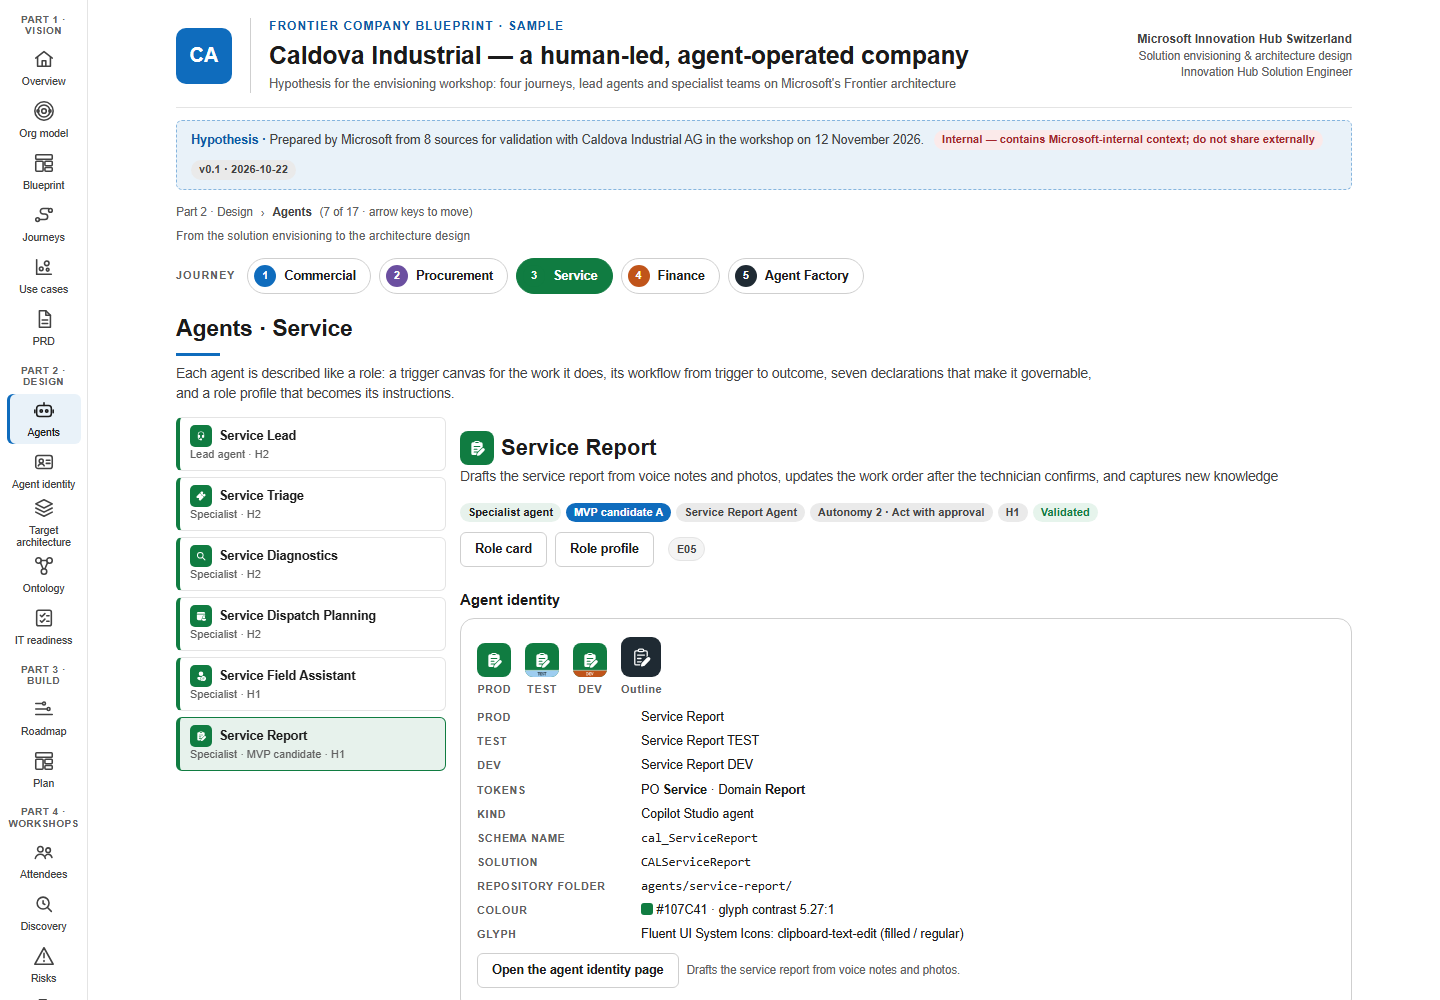 PART 1 ·
VISION
Overview
Org model
Blueprint
Journeys
Use cases
PRD
PART 2 ·
DESIGN
Agents
Agent identity
Target
architecture
Ontology
IT readiness
PART 3 ·
BUILD
Roadmap
Plan
PART 4 ·
WORKSHOPS
Attendees
Discovery
Risks
CA
FRONTIER COMPANY BLUEPRINT · SAMPLE
Caldova Industrial — a human-led, agent-operated company
Hypothesis for the envisioning workshop: four journeys, lead agents and specialist teams on Microsoft's Frontier architecture
Microsoft Innovation Hub Switzerland
Solution envisioning & architecture design
Innovation Hub Solution Engineer
Hypothesis · Prepared by Microsoft from 8 sources for validation with Caldova Industrial AG in the workshop on 12 November 2026. Internal — contains Microsoft-internal context; do not share externally
v0.1 · 2026-10-22
Part 2 · Design › Agents (7 of 17 · arrow keys to move)
From the solution envisioning to the architecture design
JOURNEY 1 Commercial 2 Procurement 3 Service 4 Finance 5 Agent Factory
Agents · Service
Each agent is described like a role: a trigger canvas for the work it does, its workflow from trigger to outcome, seven declarations that make it governable,
and a role profile that becomes its instructions.
Service Lead
Lead agent · H2
Service Triage
Specialist · H2
Service Diagnostics
Specialist · H2
Service Dispatch Planning
Specialist · H2
Service Field Assistant
Specialist · H1
Service Report
Specialist · MVP candidate · H1
Service Report
Drafts the service report from voice notes and photos, updates the work order after the technician confirms, and captures new knowledge
Specialist agent MVP candidate A Service Report Agent Autonomy 2 · Act with approval H1 Validated
Role card Role profile E05
Agent identity
TEST DEV
PROD TEST DEV Outline
PROD Service Report
TEST Service Report TEST
DEV Service Report DEV
TOKENS PO Service · Domain Report
KIND Copilot Studio agent
SCHEMA NAME cal_ServiceReport
SOLUTION CALServiceReport
REPOSITORY FOLDER agents/service-report/
COLOUR #107C41 · glyph contrast 5.27:1
GLYPH Fluent UI System Icons: clipboard-text-edit (filled / regular)
Open the agent identity page Drafts the service report from voice notes and photos.